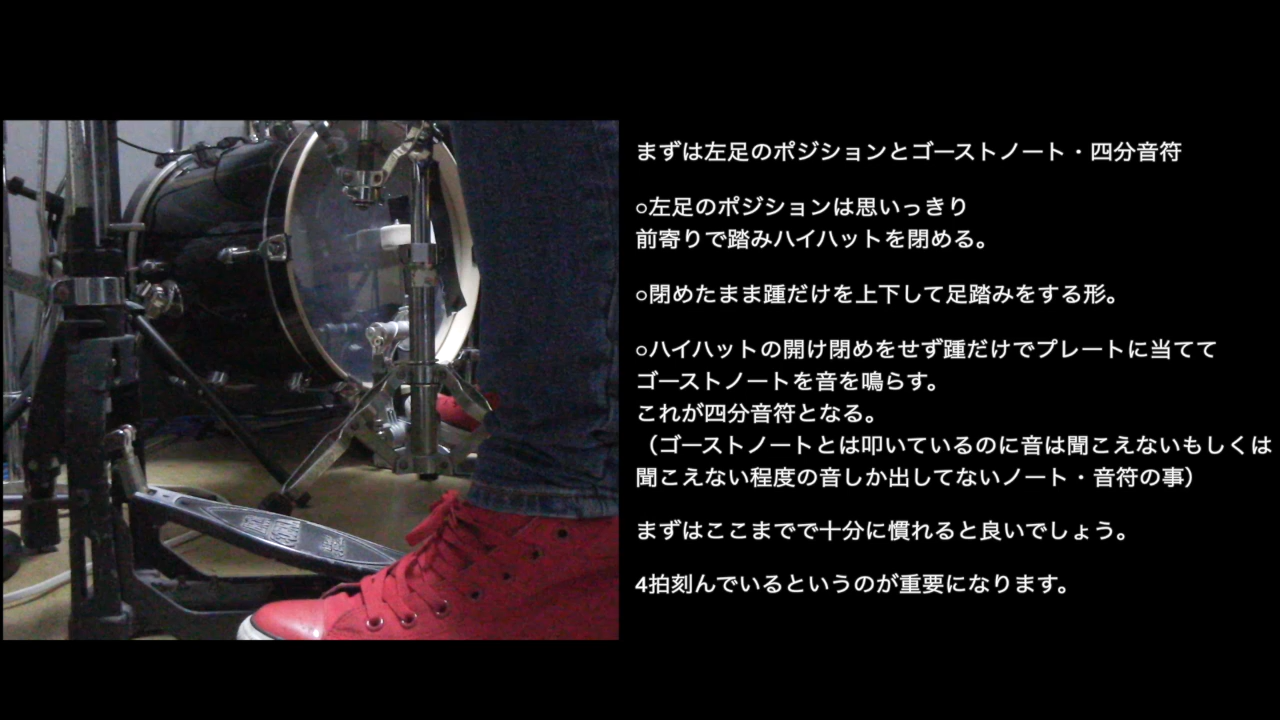 まずは左足のポジションとゴーストノート・四分音符
○左足のポジションは思いっきり
前寄りで踏みハイハットを閉める。
○閉めたまま踵だけを上下して足踏みをする形。
○ハイハットの開け閉めをせず踵だけでプレートに当てて
ゴーストノートを音を鳴らす。
これが四分音符となる。
（ゴーストノートとは叩いているのに音は聞こえないもしくは
聞こえない程度の音しか出してないノート・音符の事）
まずはここまでで十分に慣れると良いでしょう。
4拍刻んでいるというのが重要になります。